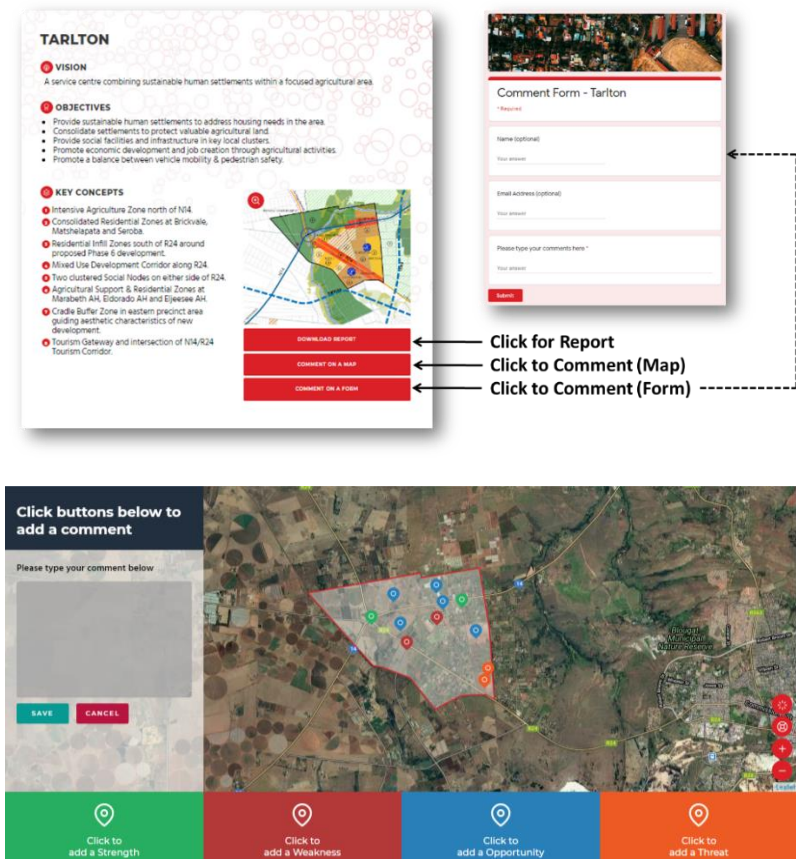 TARLTON
VISION
A service centre combining sustainable human settlements within a focused agricultural area.
OBJECTIVES
Provide sustainable human settlements to address housing needs in the area.
Consolidate settlements to protect valuable agricultural land.
Provide social facilities and infrastructure in key local clusters.
Promote economic development and job creation through agricultural activities.
Promote a balance between vehicle mobility & pedestrian safety.
KEY CONCEPTS
Intensive Agriculture Zone north of N14.
Consolidated Residential Zones at Brickvale,
Matshelapata and Seroba.
Residential Infill Zones south of R24 around
proposed Phase 6 development.
Mixed Use Development Corridor along R24.
Two clustered Social Nodes on either side of R24.
Agricultural Support & Residential Zones at
Marabeth AH, Eldorado AH and Eljeesee AH.
Cradle Buffer Zone in eastern precinct area
guiding aesthetic characteristics of new
development.
Tourism Gateway and intersection of N14/R24
Tourism Corridor.
DOWNLOAD REPORT
COMMENT ON A MAP
COMMENT ON A FORM
Comment Form - Tarlton
* Required
Name (optional)
Your answer
Email Address (optional)
Your answer
Please type your comments here *
Your answer
Submit
Click for Report
Click to Comment (Map)
Click to Comment (Form)
Click buttons below to
add a comment
Please type your comment below
SAVE
CANCEL
14
14
R24
R24
R24
Municipal
Nature Reserve
Click to
add a Strength
Click to
add a Weakness
Click to
add a Opportunity
Click to
add a Threat